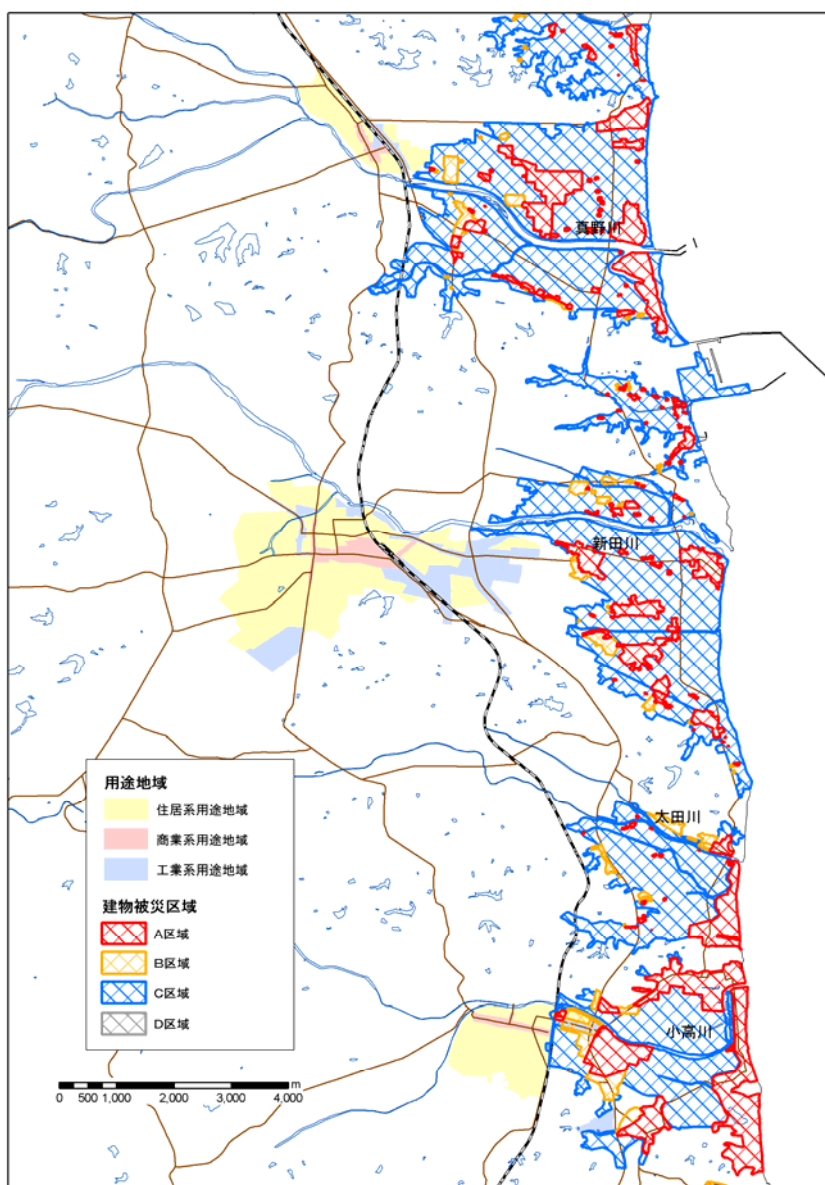 真野川
新田川
太田川
小高川
用途地域
住居系用途地域
商業系用途地域
工業系用途地域
建物被災区域
A区域
B区域
C区域
D区域
0 500 1,000 2,000 3,000 4,000 m